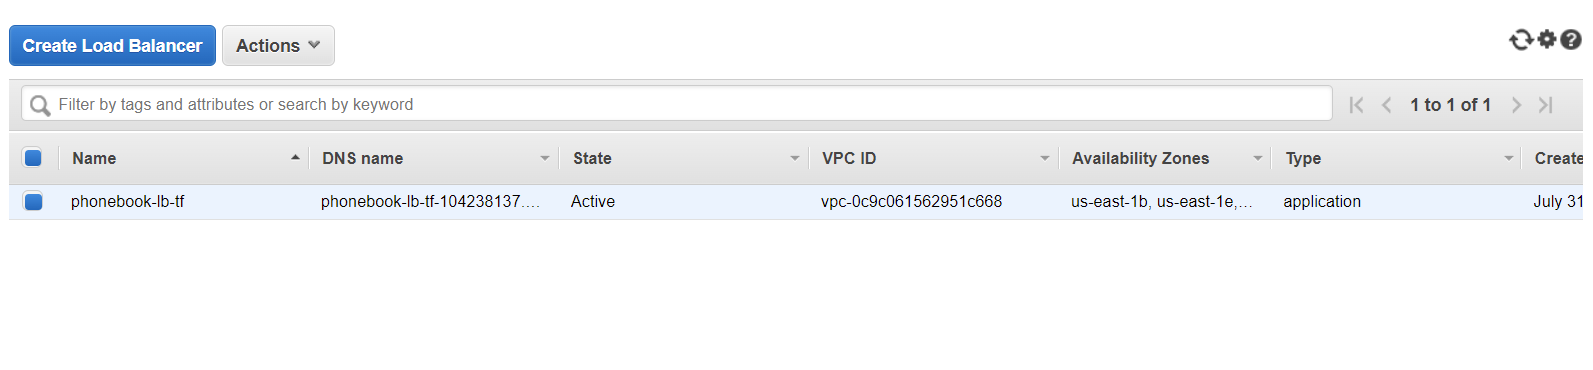 Create Load Balancer Actions
Filter by tags and attributes or search by keyword 1 to 1 of 1
Name DNS name State VPC ID Availability Zones Type Create
phonebook-lb-tf phonebook-lb-tf-104238137.... Active vpc-0c9c061562951c668 us-east-1b, us-east-1e,... application July 31